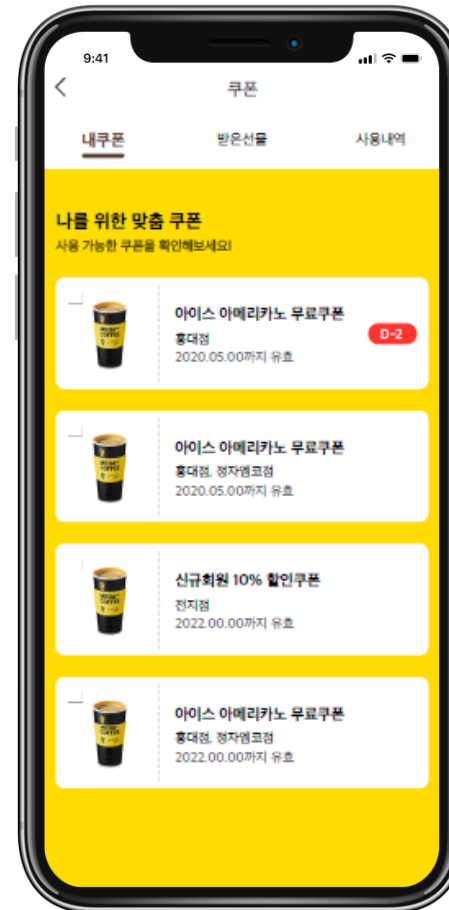 9:41
쿠폰
내쿠폰
받은선물
사용내역
나를 위한 맞춤 쿠폰
사용 가능한 쿠폰을 확인해보세요!
아이스 아메리카노 무료쿠폰
홍대점
2020.05.00까지 유효
D-2
아이스 아메리카노 무료쿠폰
홍대점, 정자엠코점
2020.05.00까지 유효
신규회원 10% 할인쿠폰
전지점
2022.00.00까지 유효
아이스 아메리카노 무료쿠폰
홍대점, 정자엠코점
2022.00.00까지 유효